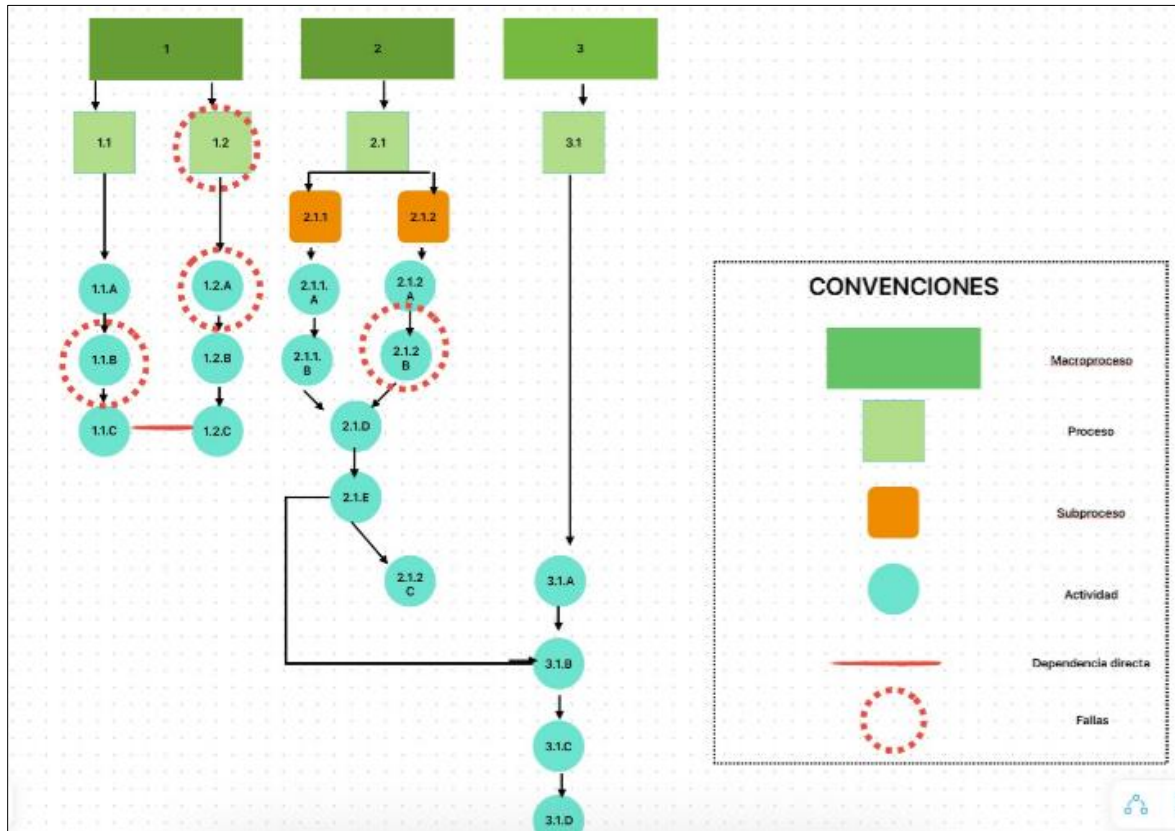 1
2
3
1.1
1.2
2.1
3.1
2.1.1
2.1.2
1.1.A
1.2.A
2.1.1.
A
2.1.2
A
1.1.B
1.2.B
2.1.1.
B
2.1.2
B
1.1.C
1.2.C
2.1.D
2.1.E
2.1.2
C
3.1.A
3.1.B
3.1.C
3.1.D
CONVENCIONES
Macroproceso
Proceso
Subproceso
Actividad
Dependencia directa
Fallas